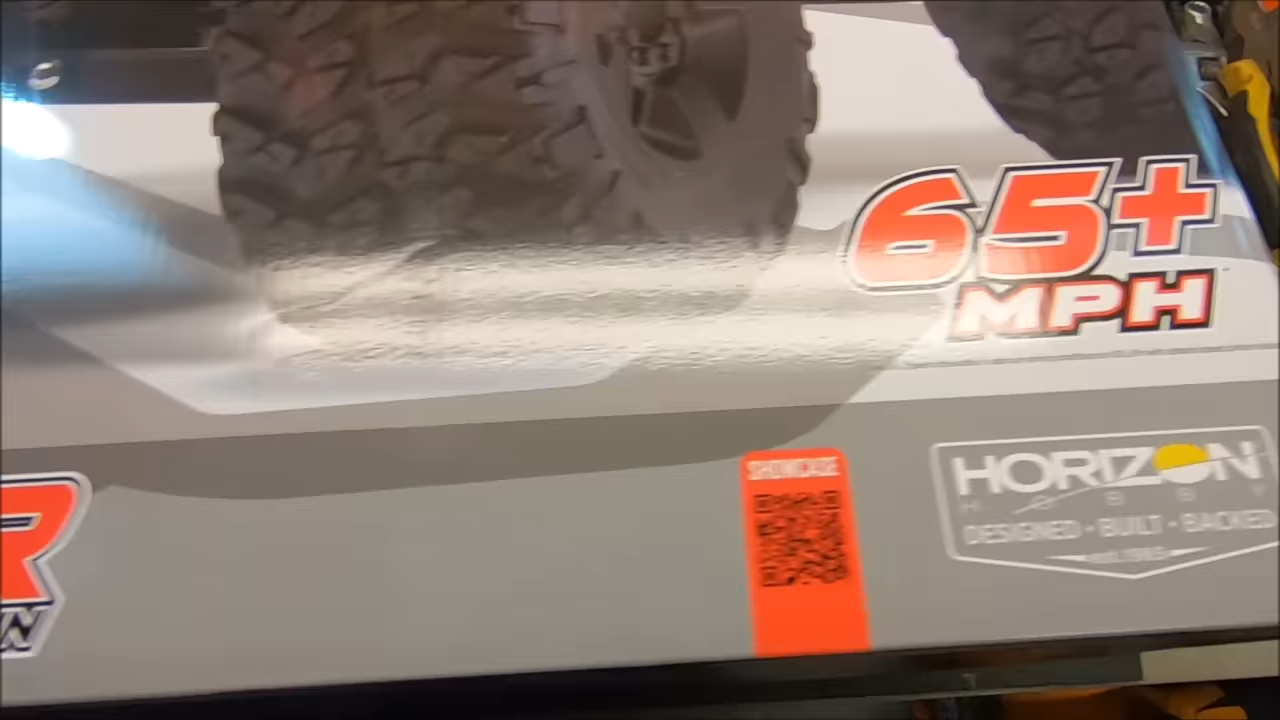 65+
MPH
R
SHOWCASE
HORIZON
H O B B Y
DESIGNED · BUILT · BACKED